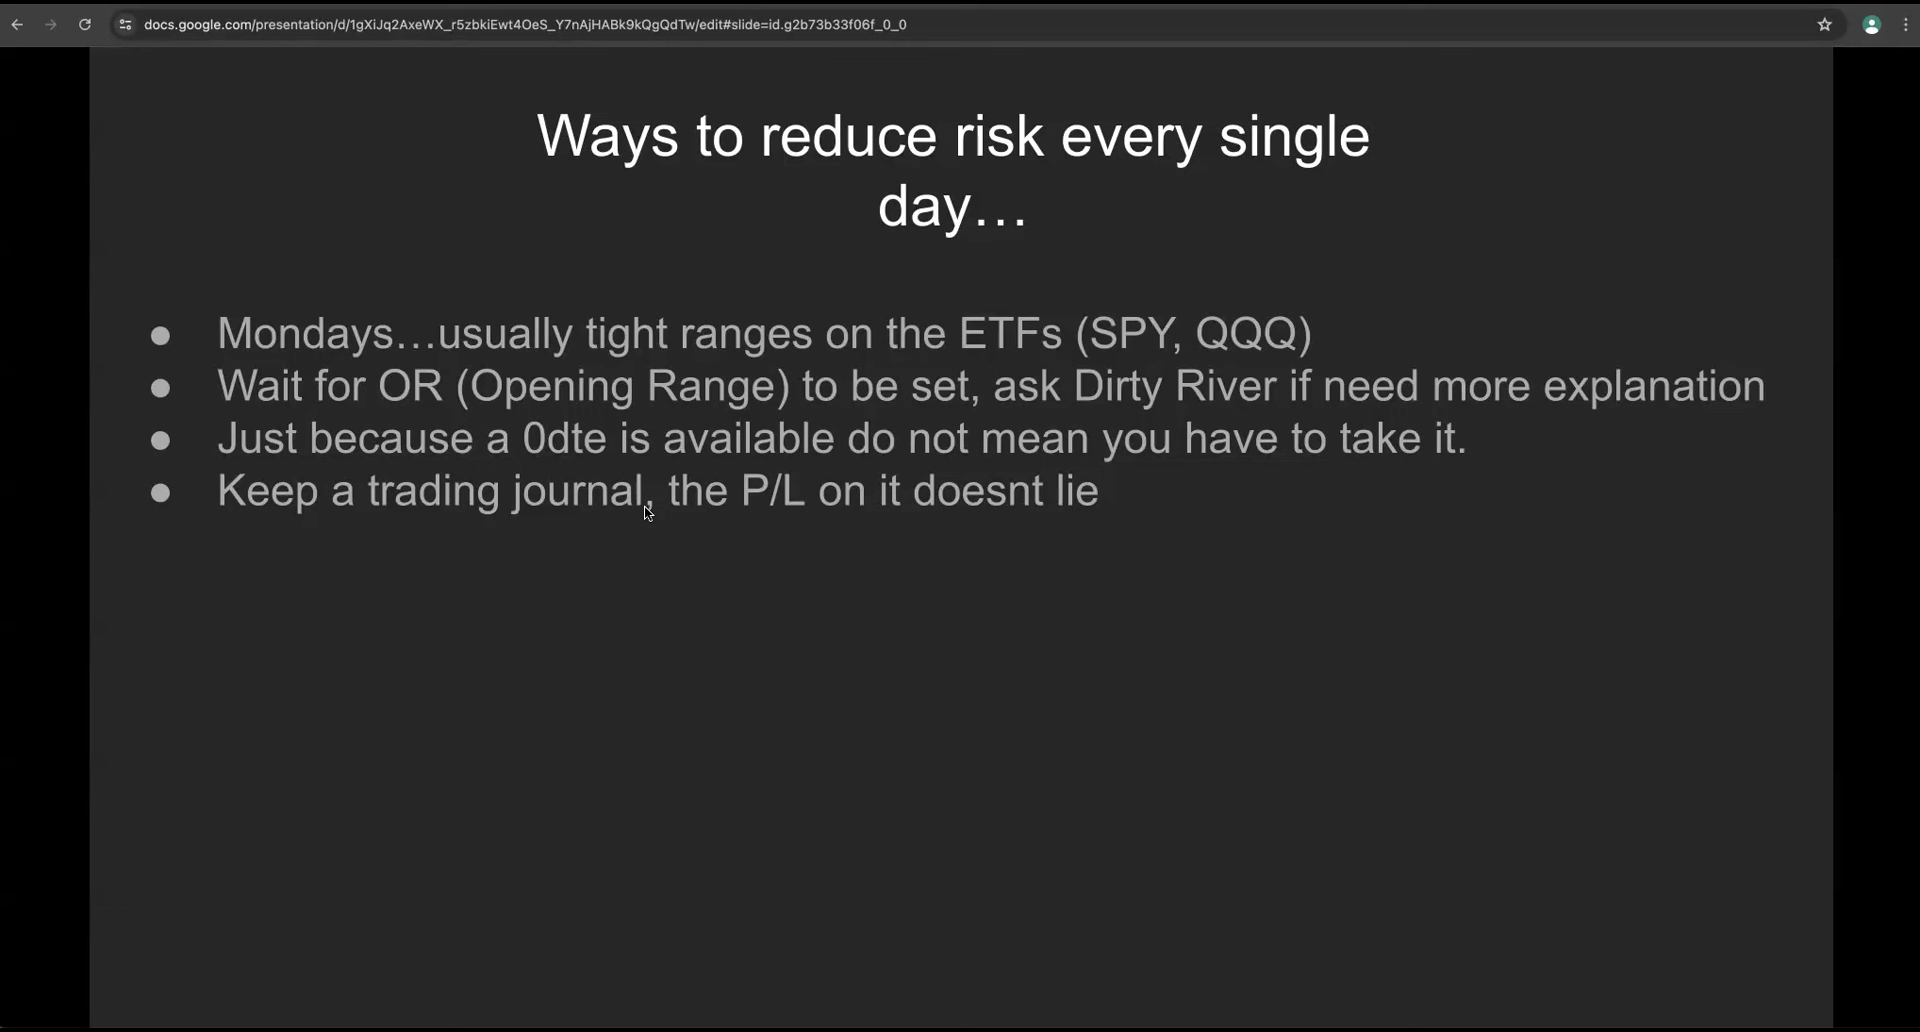 docs.google.com/presentation/d/1gXiJq2AxeWX_r5zbkiEwt4OeS_Y7nAjHABk9kQgQdTw/edit#slide=id.g2b73b33f06f_0_0
Ways to reduce risk every single
day…
● Mondays…usually tight ranges on the ETFs (SPY, QQQ)
● Wait for OR (Opening Range) to be set, ask Dirty River if need more explanation
● Just because a 0dte is available do not mean you have to take it.
● Keep a trading journal, the P/L on it doesnt lie